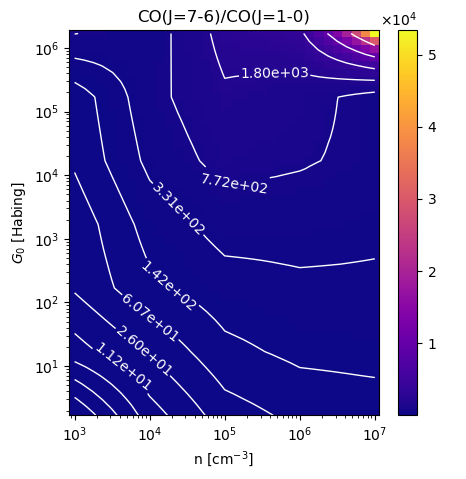 CO(J=7-6)/CO(J=1-0)
×10⁴
10⁶
10⁵
10⁴
10³
10²
10¹
G₀ [Habing]
1.80e+03
7.72e+02
3.31e+02
1.42e+02
6.07e+01
2.60e+01
1.12e+01
5
4
3
2
1
10³
10⁴
10⁵
10⁶
10⁷
n [cm⁻³]